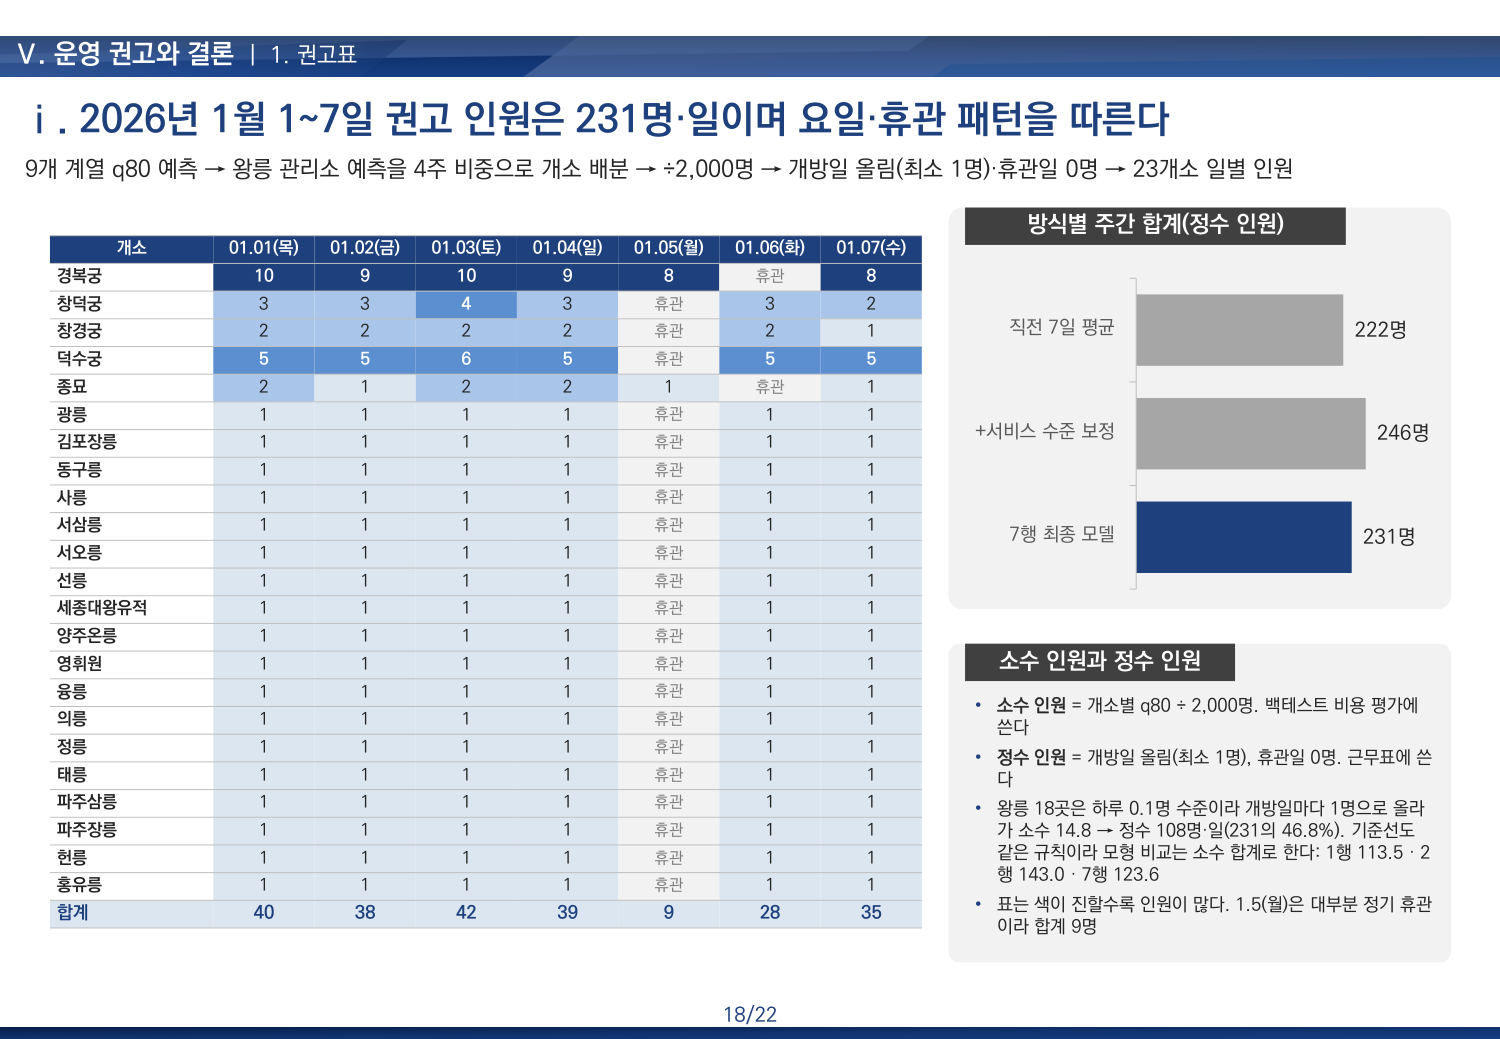 Ⅴ. 운영 권고와 결론 | 1. 권고표
ⅰ. 2026년 1월 1~7일 권고 인원은 231명·일이며 요일·휴관 패턴을 따른다
9개 계열 q80 예측 → 왕릉 관리소 예측을 4주 비중으로 개소 배분 → ÷2,000명 → 개방일 올림(최소 1명)·휴관일 0명 → 23개소 일별 인원
개소 01.01(목) 01.02(금) 01.03(토) 01.04(일) 01.05(월) 01.06(화) 01.07(수)
경복궁 10 9 10 9 8 휴관 8
창덕궁 3 3 4 3 휴관 3 2
창경궁 2 2 2 2 휴관 2 1
덕수궁 5 5 6 5 휴관 5 5
종묘 2 1 2 2 1 휴관 1
광릉 1 1 1 1 휴관 1 1
김포장릉 1 1 1 1 휴관 1 1
동구릉 1 1 1 1 휴관 1 1
사릉 1 1 1 1 휴관 1 1
서삼릉 1 1 1 1 휴관 1 1
서오릉 1 1 1 1 휴관 1 1
선릉 1 1 1 1 휴관 1 1
세종대왕유적 1 1 1 1 휴관 1 1
양주온릉 1 1 1 1 휴관 1 1
영휘원 1 1 1 1 휴관 1 1
융릉 1 1 1 1 휴관 1 1
의릉 1 1 1 1 휴관 1 1
정릉 1 1 1 1 휴관 1 1
태릉 1 1 1 1 휴관 1 1
파주삼릉 1 1 1 1 휴관 1 1
파주장릉 1 1 1 1 휴관 1 1
헌릉 1 1 1 1 휴관 1 1
홍유릉 1 1 1 1 휴관 1 1
합계 40 38 42 39 9 28 35
방식별 주간 합계(정수 인원)
직전 7일 평균 222명
+서비스 수준 보정 246명
7행 최종 모델 231명
소수 인원과 정수 인원
• 소수 인원 = 개소별 q80 ÷ 2,000명. 백테스트 비용 평가에
쓴다
• 정수 인원 = 개방일 올림(최소 1명), 휴관일 0명. 근무표에 쓴
다
• 왕릉 18곳은 하루 0.1명 수준이라 개방일마다 1명으로 올라
가 소수 14.8 → 정수 108명·일(231의 46.8%). 기준선도
같은 규칙이라 모형 비교는 소수 합계로 한다: 1행 113.5 · 2
행 143.0 · 7행 123.6
• 표는 색이 진할수록 인원이 많다. 1.5(월)은 대부분 정기 휴관
이라 합계 9명
18/22